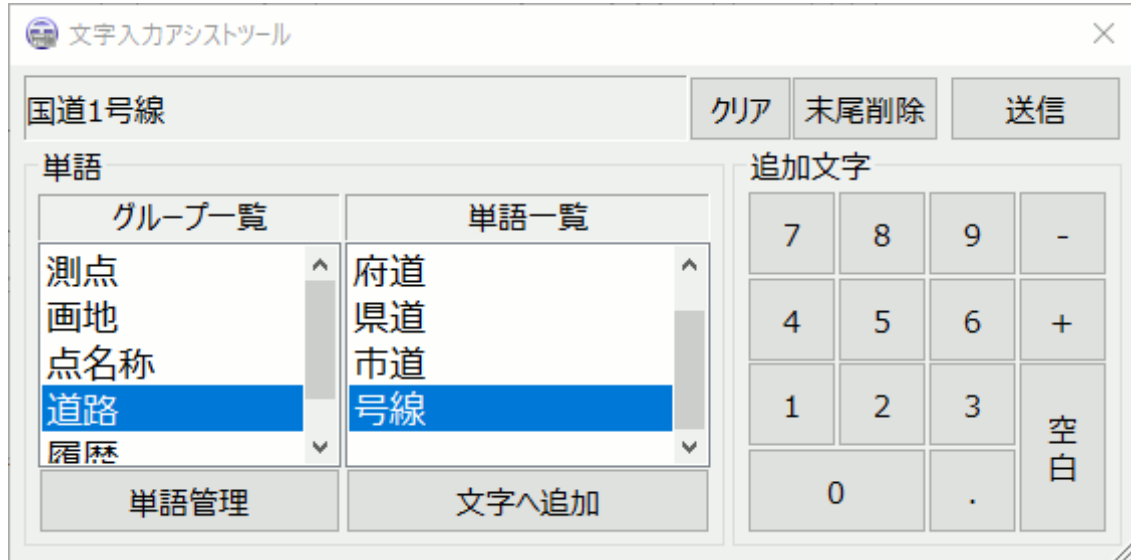 文字入力アシストツール
国道1号線
クリア
末尾削除
送信
単語
グループ一覧
単語一覧
測点
画地
点名称
道路
履歴
府道
県道
市道
号線
単語管理
文字へ追加
追加文字
7 8 9 -
4 5 6 +
1 2 3 空白
0 .